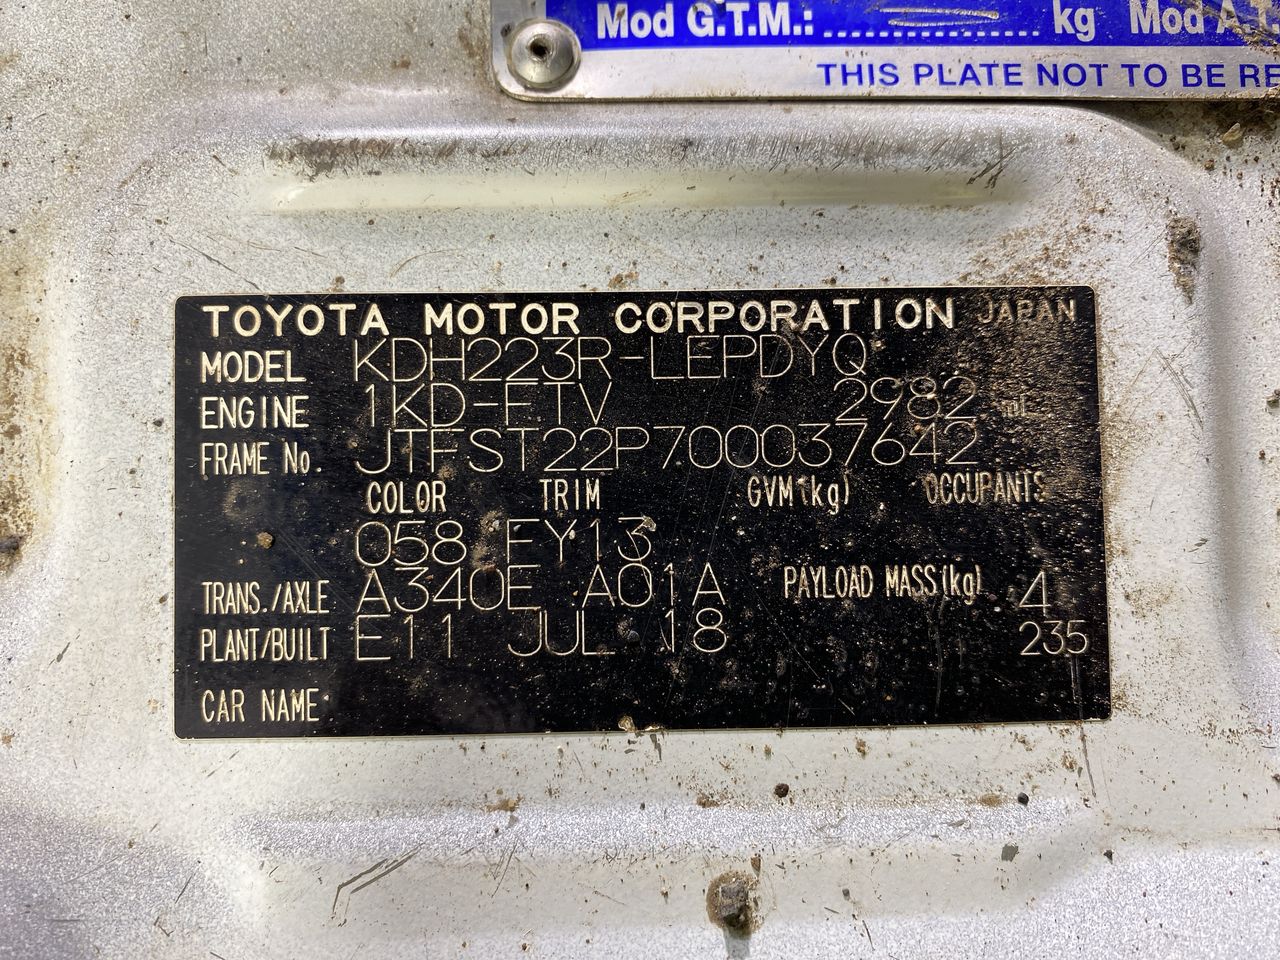 Mod G.T.M.: kg Mod A.T
THIS PLATE NOT TO BE RE
TOYOTA MOTOR CORPORATION JAPAN
MODEL KDH223R-LEPDYQ
ENGINE 1KD-FTV 2982 mL
FRAME No. JTFST22P700037642
COLOR TRIM GVM(kg) OCCUPANTS
058 FY13
TRANS./AXLE A340E A01A PAYLOAD MASS(kg) 4
PLANT/BUILT E11 JUL 18 235
CAR NAME